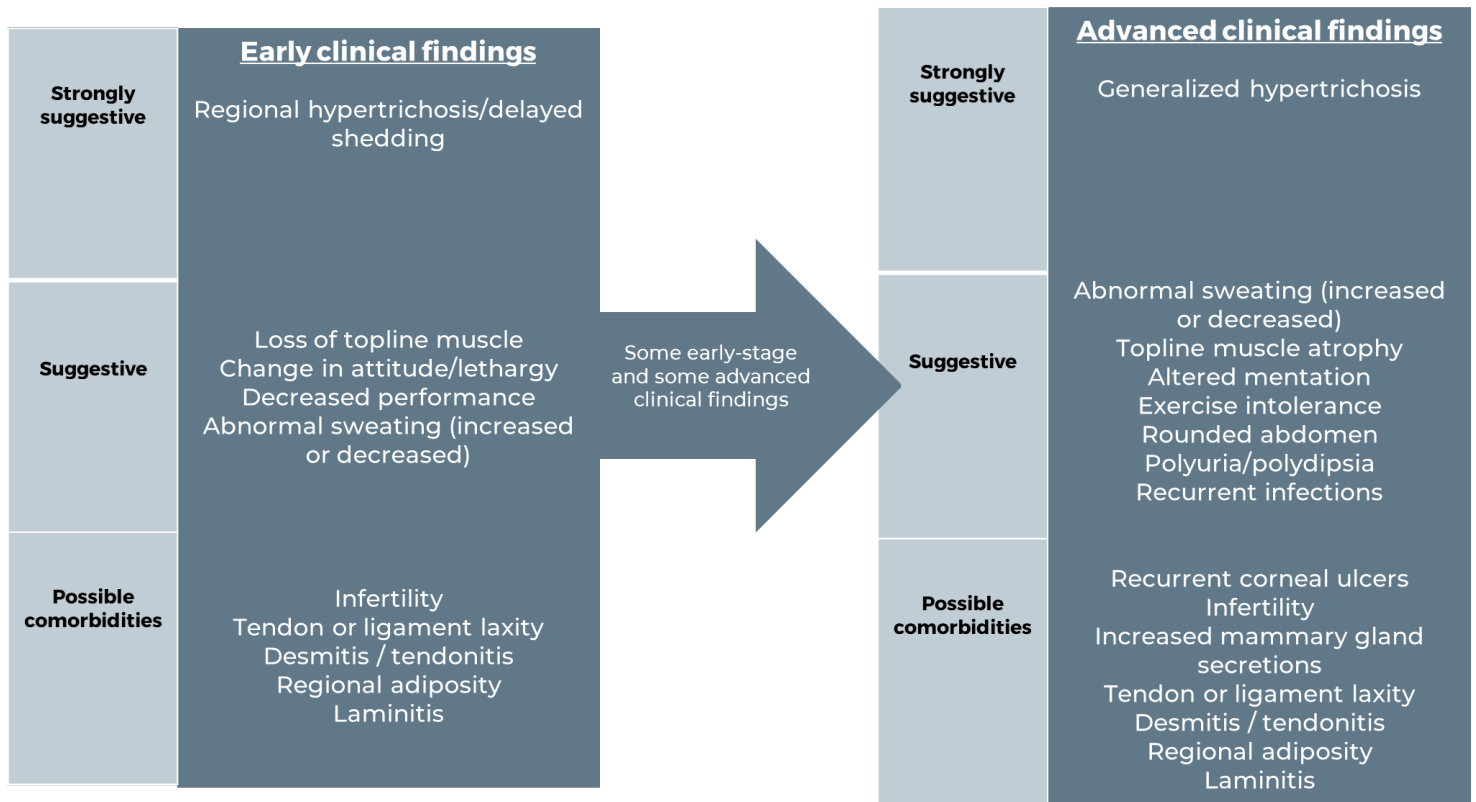 Early clinical findings
Strongly
suggestive
Regional hypertrichosis/delayed
shedding
Suggestive
Loss of topline muscle
Change in attitude/lethargy
Decreased performance
Abnormal sweating (increased
or decreased)
Possible
comorbidities
Infertility
Tendon or ligament laxity
Desmitis / tendonitis
Regional adiposity
Laminitis
Some early-stage
and some advanced
clinical findings
Advanced clinical findings
Strongly
suggestive
Generalized hypertrichosis
Suggestive
Abnormal sweating (increased
or decreased)
Topline muscle atrophy
Altered mentation
Exercise intolerance
Rounded abdomen
Polyuria/polydipsia
Recurrent infections
Possible
comorbidities
Recurrent corneal ulcers
Infertility
Increased mammary gland
secretions
Tendon or ligament laxity
Desmitis / tendonitis
Regional adiposity
Laminitis